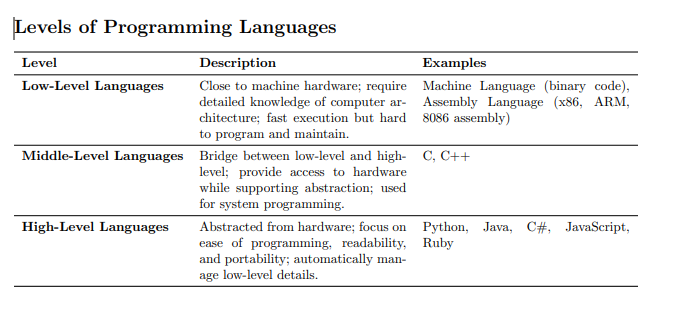 Levels of Programming Languages
Level Description Examples
Low-Level Languages Close to machine hardware; require Machine Language (binary code),
detailed knowledge of computer ar- Assembly Language (x86, ARM,
chitecture; fast execution but hard 8086 assembly)
to program and maintain.
Middle-Level Languages Bridge between low-level and high- C, C++
level; provide access to hardware
while supporting abstraction; used
for system programming.
High-Level Languages Abstracted from hardware; focus on Python, Java, C#, JavaScript,
ease of programming, readability, Ruby
and portability; automatically man-
age low-level details.